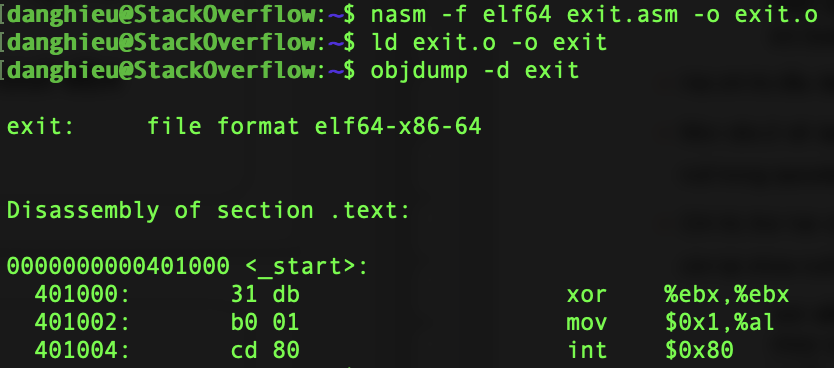 [danghieu@StackOverflow:~$ nasm -f elf64 exit.asm -o exit.o
[danghieu@StackOverflow:~$ ld exit.o -o exit
[danghieu@StackOverflow:~$ objdump -d exit
exit:     file format elf64-x86-64
Disassembly of section .text:
0000000000401000 <_start>:
401000:       31 db                   xor    %ebx,%ebx
401002:       b0 01                   mov    $0x1,%al
401004:       cd 80                   int    $0x80